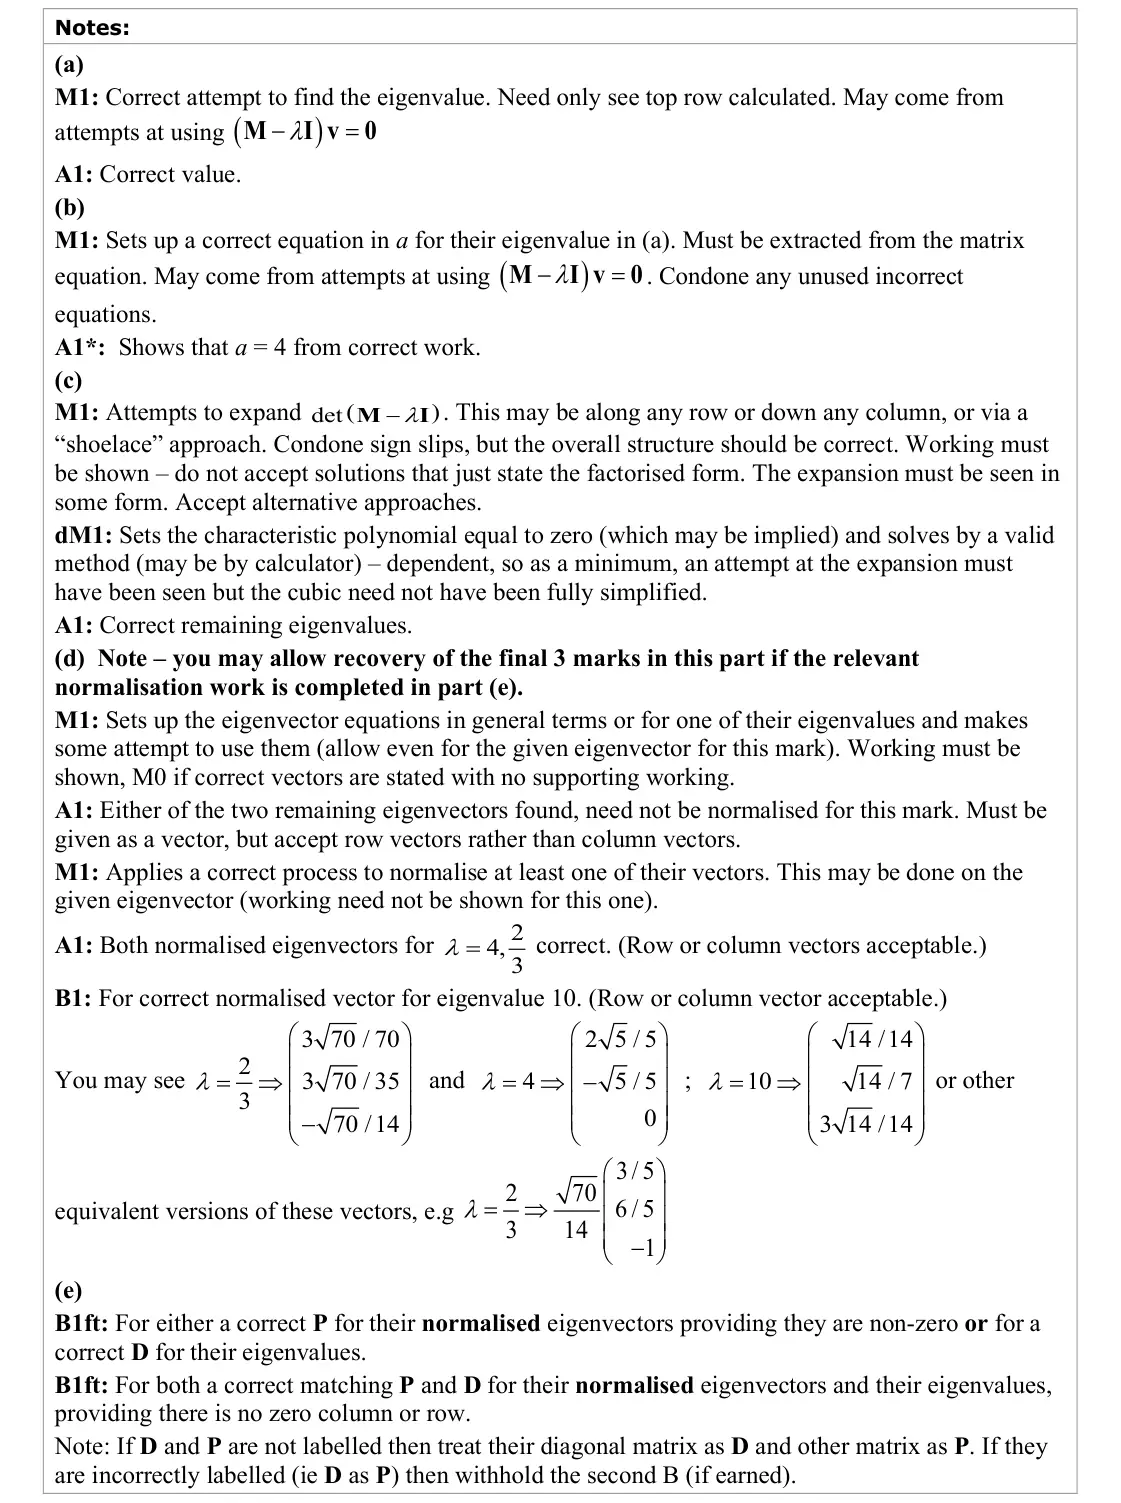 Notes:
(a)
M1: Correct attempt to find the eigenvalue. Need only see top row calculated. May come from
attempts at using (M − λI)v = 0
A1: Correct value.
(b)
M1: Sets up a correct equation in a for their eigenvalue in (a). Must be extracted from the matrix
equation. May come from attempts at using (M − λI)v = 0. Condone any unused incorrect
equations.
A1*: Shows that a = 4 from correct work.
(c)
M1: Attempts to expand det(M − λI). This may be along any row or down any column, or via a
“shoelace” approach. Condone sign slips, but the overall structure should be correct. Working must
be shown – do not accept solutions that just state the factorised form. The expansion must be seen in
some form. Accept alternative approaches.
dM1: Sets the characteristic polynomial equal to zero (which may be implied) and solves by a valid
method (may be by calculator) – dependent, so as a minimum, an attempt at the expansion must
have been seen but the cubic need not have been fully simplified.
A1: Correct remaining eigenvalues.
(d) Note – you may allow recovery of the final 3 marks in this part if the relevant
normalisation work is completed in part (e).
M1: Sets up the eigenvector equations in general terms or for one of their eigenvalues and makes
some attempt to use them (allow even for the given eigenvector for this mark). Working must be
shown, M0 if correct vectors are stated with no supporting working.
A1: Either of the two remaining eigenvectors found, need not be normalised for this mark. Must be
given as a vector, but accept row vectors rather than column vectors.
M1: Applies a correct process to normalise at least one of their vectors. This may be done on the
given eigenvector (working need not be shown for this one).
A1: Both normalised eigenvectors for λ = 4, 2/3 correct. (Row or column vectors acceptable.)
B1: For correct normalised vector for eigenvalue 10. (Row or column vector acceptable.)
You may see λ = 2/3 ⇒ (3√70 / 70, 3√70 / 35, −√70 / 14) and λ = 4 ⇒ (2√5 / 5, −√5 / 5, 0) ; λ = 10 ⇒ (√14 / 14, √14 / 7, 3√14 / 14) or other
equivalent versions of these vectors, e.g λ = 2/3 ⇒ √70/14 (3 / 5, 6 / 5, −1)
(e)
B1ft: For either a correct P for their normalised eigenvectors providing they are non-zero or for a
correct D for their eigenvalues.
B1ft: For both a correct matching P and D for their normalised eigenvectors and their eigenvalues,
providing there is no zero column or row.
Note: If D and P are not labelled then treat their diagonal matrix as D and other matrix as P. If they
are incorrectly labelled (ie D as P) then withhold the second B (if earned).